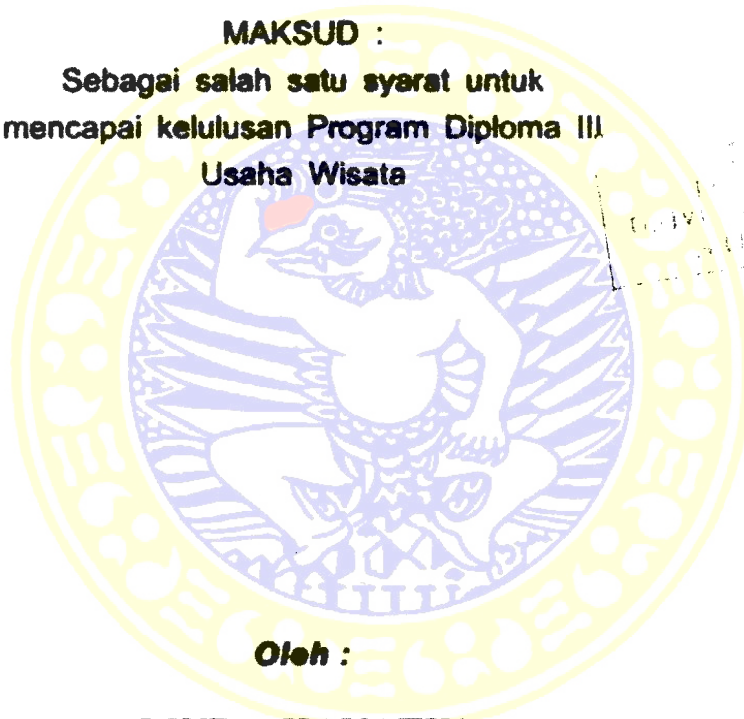 MAKSUD :
Sebagai salah satu syarat untuk
mencapai kelulusan Program Diploma III
Usaha Wisata
Oleh :